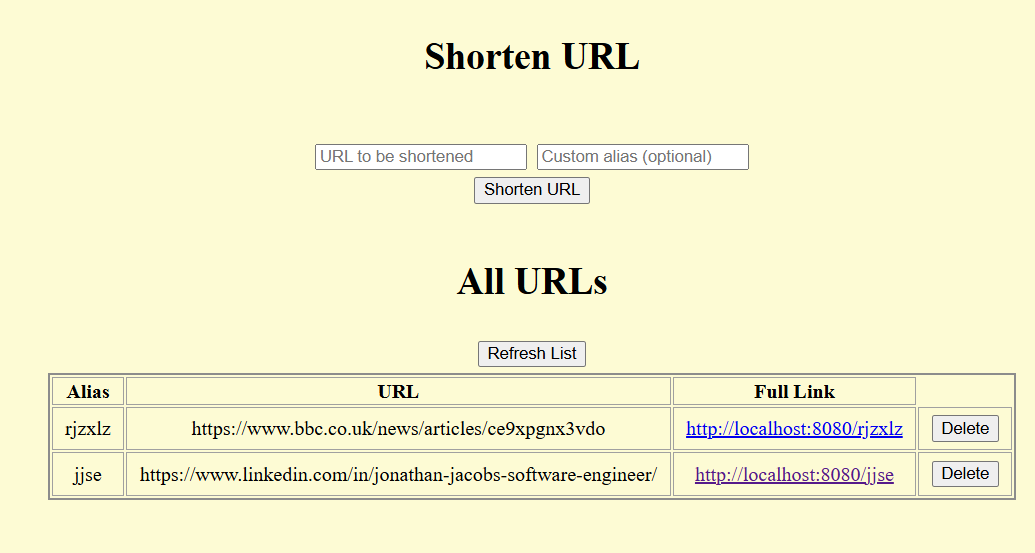 Shorten URL
URL to be shortened Custom alias (optional)
Shorten URL
All URLs
Refresh List
Alias URL Full Link
rjzxlz https://www.bbc.co.uk/news/articles/ce9xpgnx3vdo http://localhost:8080/rjzxlz Delete
jjse https://www.linkedin.com/in/jonathan-jacobs-software-engineer/ http://localhost:8080/jjse Delete